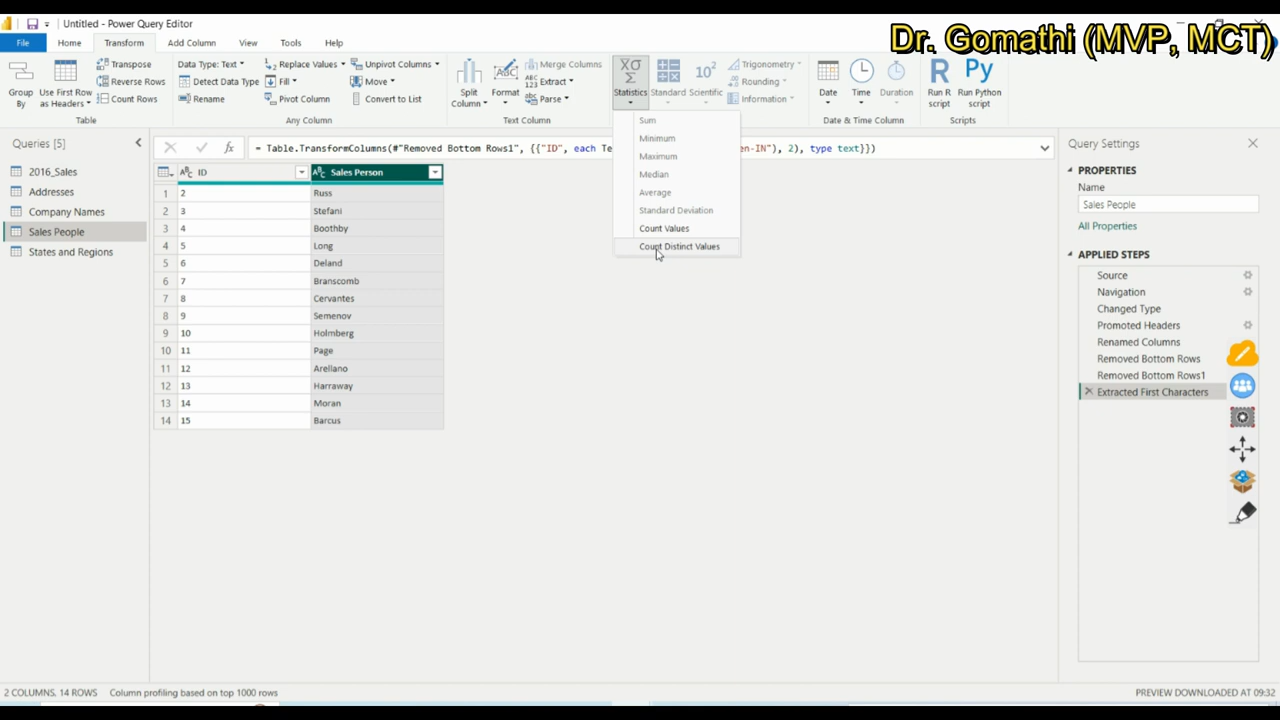 Untitled - Power Query Editor
Dr. Gomathi (MVP, MCT)
File Home Transform Add Column View Tools Help
Group By
Use First Row as Headers
Transpose
Reverse Rows
Count Rows
Table
Data Type: Text
Detect Data Type
Rename
Replace Values
Fill
Pivot Column
Unpivot Columns
Move
Convert to List
Any Column
Split Column
Format
Merge Columns
Extract
Parse
Text Column
Statistics
Standard
Scientific
Trigonometry
Rounding
Information
Date
Time
Duration
Date & Time Column
Run R script
Run Python script
Scripts
Sum
Minimum
Maximum
Median
Average
Standard Deviation
Count Values
Count Distinct Values
Queries [5]
2016_Sales
Addresses
Company Names
Sales People
States and Regions
= Table.TransformColumns(#"Removed Bottom Rows1", {{"ID", each Te en-IN"), 2), type text}})
ID Sales Person
1 2 Russ
2 3 Stefani
3 4 Boothby
4 5 Long
5 6 Deland
6 7 Branscomb
7 8 Cervantes
8 9 Semenov
9 10 Holmberg
10 11 Page
11 12 Arellano
12 13 Harraway
13 14 Moran
14 15 Barcus
Query Settings
PROPERTIES
Name
Sales People
All Properties
APPLIED STEPS
Source
Navigation
Changed Type
Promoted Headers
Renamed Columns
Removed Bottom Rows
Removed Bottom Rows1
Extracted First Characters
2 COLUMNS, 14 ROWS Column profiling based on top 1000 rows
PREVIEW DOWNLOADED AT 09:32